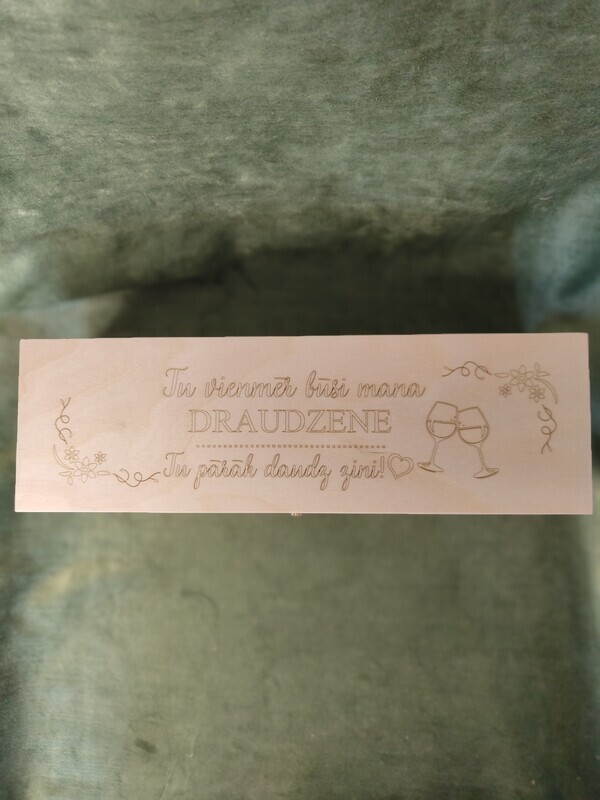 Tu vienmēr būsi mana
DRAUDZENE
Tu pārāk daudz zini!